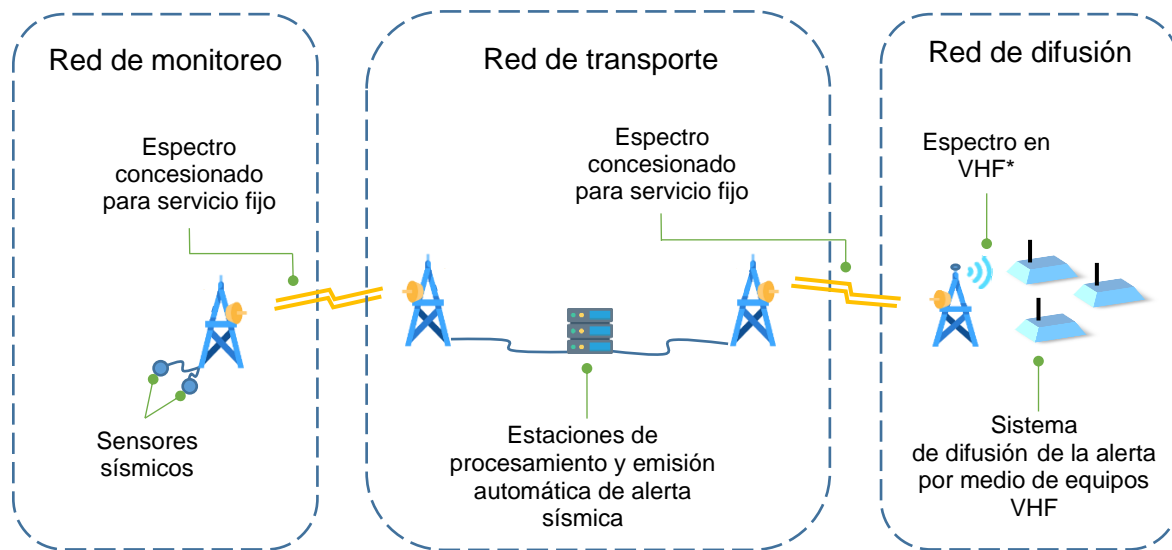 Red de monitoreo
Espectro
concesionado
para servicio fijo
Sensores
sísmicos
Red de transporte
Espectro
concesionado
para servicio fijo
Estaciones de
procesamiento y emisión
automática de alerta
sísmica
Red de difusión
Espectro en
VHF*
Sistema
de difusión de la alerta
por medio de equipos
VHF